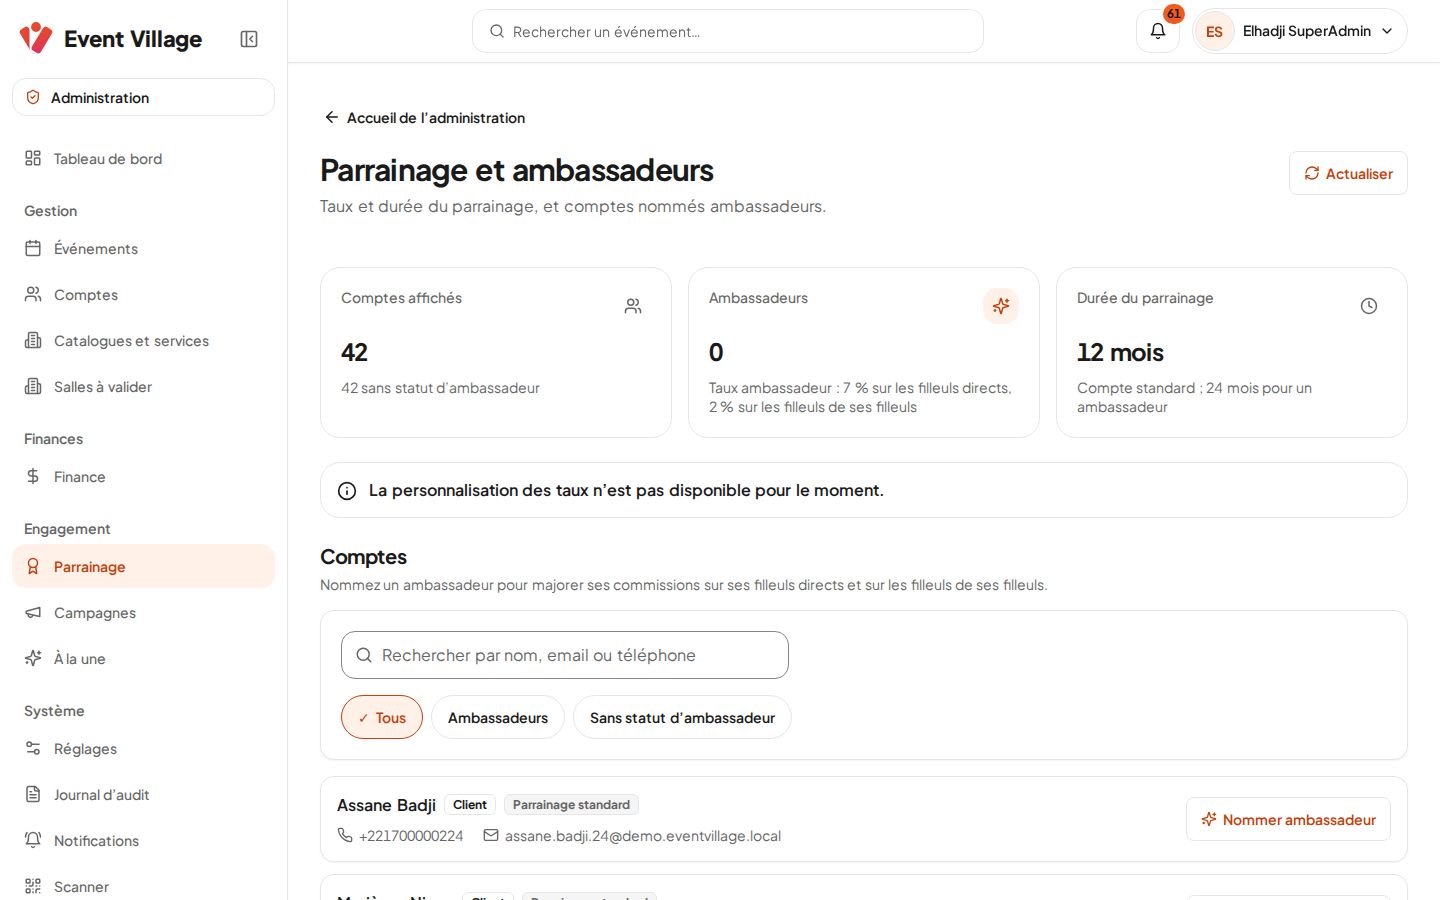 Event Village
Rechercher un événement…
61
ES
Elhadji SuperAdmin
Administration
Tableau de bord
Gestion
Événements
Comptes
Catalogues et services
Salles à valider
Finances
Finance
Engagement
Parrainage
Campagnes
À la une
Système
Réglages
Journal d’audit
Notifications
Scanner
Accueil de l’administration
Parrainage et ambassadeurs
Taux et durée du parrainage, et comptes nommés ambassadeurs.
Actualiser
Comptes affichés
42
42 sans statut d’ambassadeur
Ambassadeurs
0
Taux ambassadeur : 7 % sur les filleuls directs,
2 % sur les filleuls de ses filleuls
Durée du parrainage
12 mois
Compte standard ; 24 mois pour un
ambassadeur
La personnalisation des taux n’est pas disponible pour le moment.
Comptes
Nommez un ambassadeur pour majorer ses commissions sur ses filleuls directs et sur les filleuls de ses filleuls.
Rechercher par nom, email ou téléphone
✓ Tous
Ambassadeurs
Sans statut d’ambassadeur
Assane Badji
Client
Parrainage standard
+221700000224
assane.badji.24@demo.eventvillage.local
Nommer ambassadeur